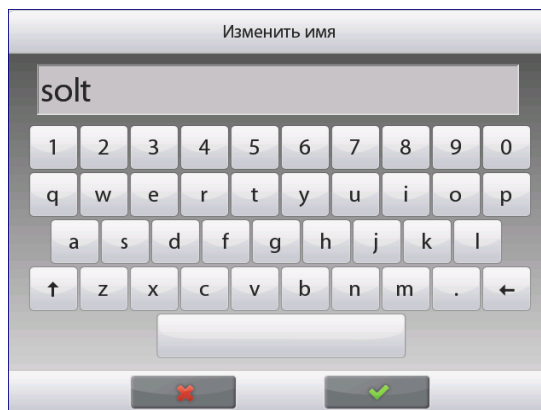 Изменить имя
solt
1 2 3 4 5 6 7 8 9 0
q w e r t y u i o p
a s d f g h j k l
↑ z x c v b n m . ←